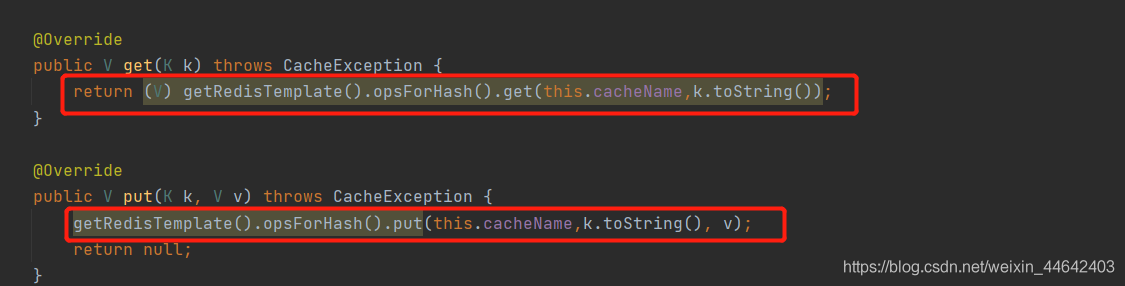 @Override
public V get(K k) throws CacheException {
return (V) getRedisTemplate().opsForHash().get(this.cacheName,k.toString());
}
@Override
public V put(K k, V v) throws CacheException {
getRedisTemplate().opsForHash().put(this.cacheName,k.toString(), v);
return null;
}
https://blog.csdn.net/weixin_44642403